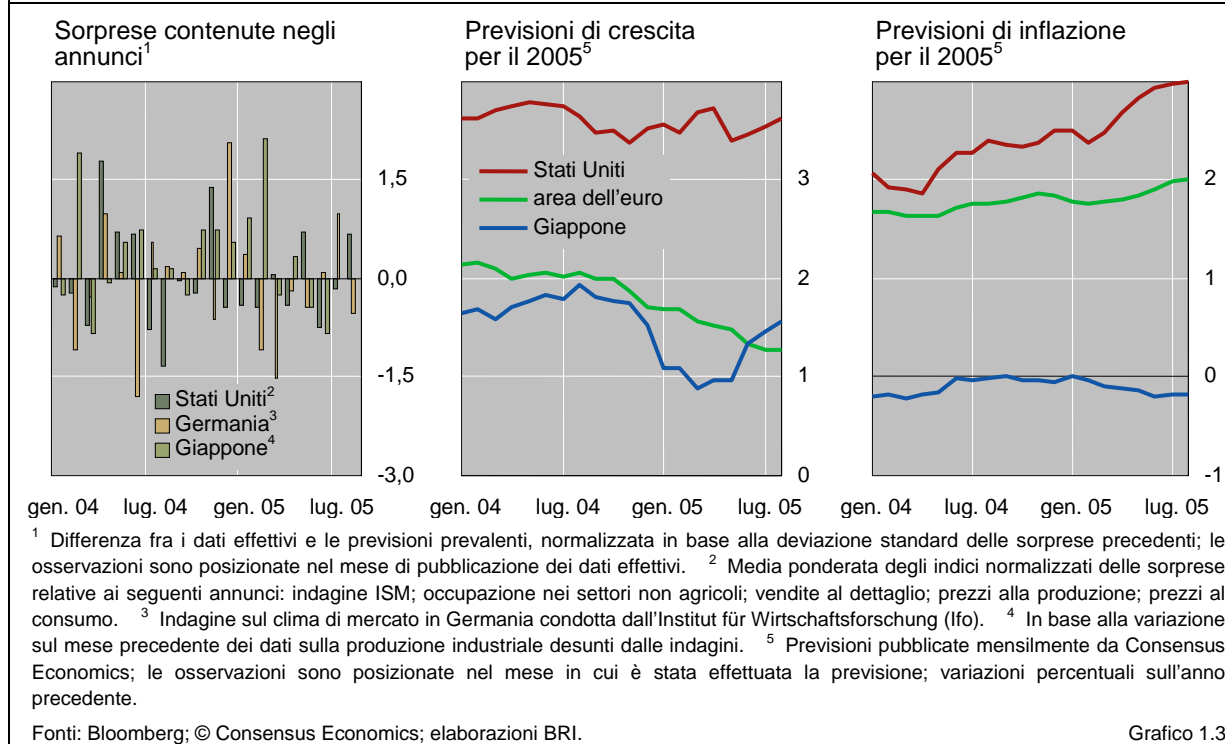 Sorprese contenute negli
annunci¹
1,5
0,0
-1,5
-3,0
Stati Uniti²
Germania³
Giappone⁴
gen. 04 lug. 04 gen. 05 lug. 05
Previsioni di crescita
per il 2005⁵
Stati Uniti
area dell'euro
Giappone
3
2
1
0
gen. 04 lug. 04 gen. 05 lug. 05
Previsioni di inflazione
per il 2005⁵
2
1
0
-1
gen. 04 lug. 04 gen. 05 lug. 05
¹ Differenza fra i dati effettivi e le previsioni prevalenti, normalizzata in base alla deviazione standard delle sorprese precedenti; le
osservazioni sono posizionate nel mese di pubblicazione dei dati effettivi. ² Media ponderata degli indici normalizzati delle sorprese
relative ai seguenti annunci: indagine ISM; occupazione nei settori non agricoli; vendite al dettaglio; prezzi alla produzione; prezzi al
consumo. ³ Indagine sul clima di mercato in Germania condotta dall'Institut für Wirtschaftsforschung (Ifo). ⁴ In base alla variazione
sul mese precedente dei dati sulla produzione industriale desunti dalle indagini. ⁵ Previsioni pubblicate mensilmente da Consensus
Economics; le osservazioni sono posizionate nel mese in cui è stata effettuata la previsione; variazioni percentuali sull'anno
precedente.
Fonti: Bloomberg; © Consensus Economics; elaborazioni BRI. Grafico 1.3